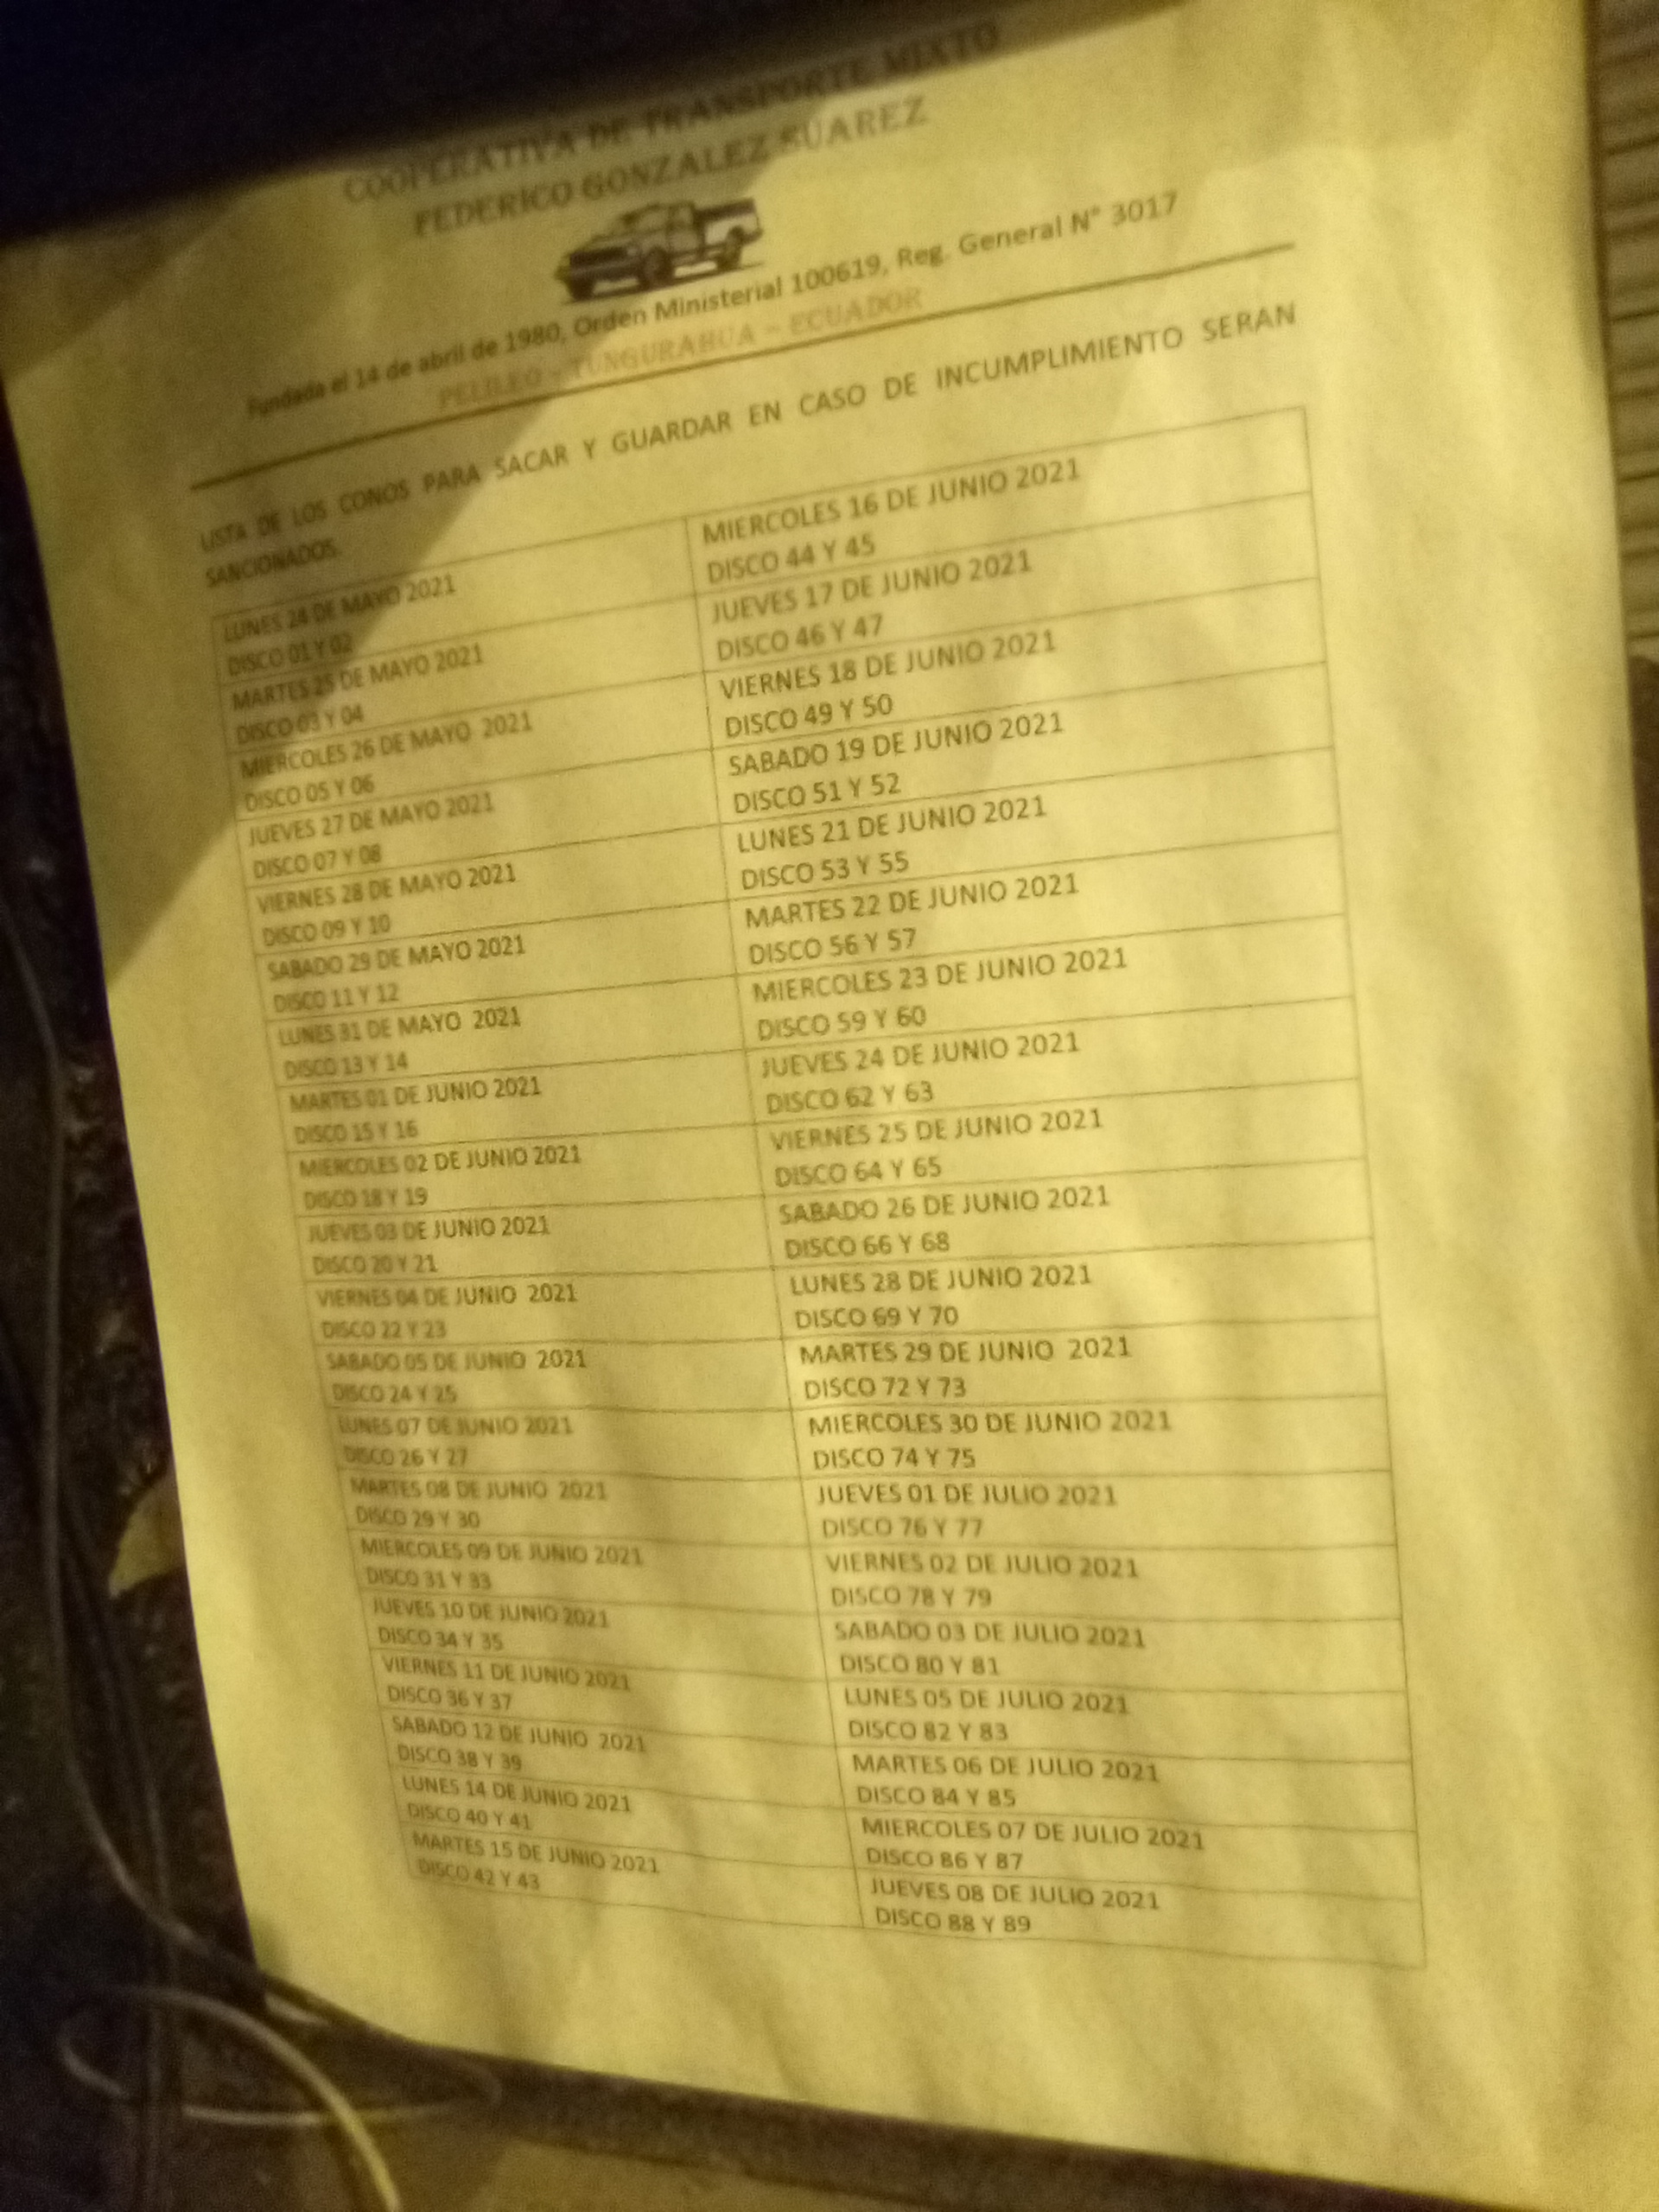 COOPERATIVA DE TRANSPORTE MIXTO
FEDERICO GONZALEZ SUAREZ
Fundada el 14 de abril de 1980, Orden Ministerial 100619, Reg. General N° 3017
PELILEO - TUNGURAHUA - ECUADOR
LISTA DE LOS CONOS PARA SACAR Y GUARDAR EN CASO DE INCUMPLIMIENTO SERAN
SANCIONADOS.
LUNES 24 DE MAYO 2021
DISCO 01 Y 02
MARTES 25 DE MAYO 2021
DISCO 03 Y 04
MIERCOLES 26 DE MAYO 2021
DISCO 05 Y 06
JUEVES 27 DE MAYO 2021
DISCO 07 Y 08
VIERNES 28 DE MAYO 2021
DISCO 09 Y 10
SABADO 29 DE MAYO 2021
DISCO 11 Y 12
LUNES 31 DE MAYO 2021
DISCO 13 Y 14
MARTES 01 DE JUNIO 2021
DISCO 15 Y 16
MIERCOLES 02 DE JUNIO 2021
DISCO 18 Y 19
JUEVES 03 DE JUNIO 2021
DISCO 20 Y 21
VIERNES 04 DE JUNIO 2021
DISCO 22 Y 23
SABADO 05 DE JUNIO 2021
DISCO 24 Y 25
LUNES 07 DE JUNIO 2021
DISCO 26 Y 27
MARTES 08 DE JUNIO 2021
DISCO 29 Y 30
MIERCOLES 09 DE JUNIO 2021
DISCO 31 Y 33
JUEVES 10 DE JUNIO 2021
DISCO 34 Y 35
VIERNES 11 DE JUNIO 2021
DISCO 36 Y 37
SABADO 12 DE JUNIO 2021
DISCO 38 Y 39
LUNES 14 DE JUNIO 2021
DISCO 40 Y 41
MARTES 15 DE JUNIO 2021
DISCO 42 Y 43
MIERCOLES 16 DE JUNIO 2021
DISCO 44 Y 45
JUEVES 17 DE JUNIO 2021
DISCO 46 Y 47
VIERNES 18 DE JUNIO 2021
DISCO 49 Y 50
SABADO 19 DE JUNIO 2021
DISCO 51 Y 52
LUNES 21 DE JUNIO 2021
DISCO 53 Y 55
MARTES 22 DE JUNIO 2021
DISCO 56 Y 57
MIERCOLES 23 DE JUNIO 2021
DISCO 59 Y 60
JUEVES 24 DE JUNIO 2021
DISCO 62 Y 63
VIERNES 25 DE JUNIO 2021
DISCO 64 Y 65
SABADO 26 DE JUNIO 2021
DISCO 66 Y 68
LUNES 28 DE JUNIO 2021
DISCO 69 Y 70
MARTES 29 DE JUNIO 2021
DISCO 72 Y 73
MIERCOLES 30 DE JUNIO 2021
DISCO 74 Y 75
JUEVES 01 DE JULIO 2021
DISCO 76 Y 77
VIERNES 02 DE JULIO 2021
DISCO 78 Y 79
SABADO 03 DE JULIO 2021
DISCO 80 Y 81
LUNES 05 DE JULIO 2021
DISCO 82 Y 83
MARTES 06 DE JULIO 2021
DISCO 84 Y 85
MIERCOLES 07 DE JULIO 2021
DISCO 86 Y 87
JUEVES 08 DE JULIO 2021
DISCO 88 Y 89